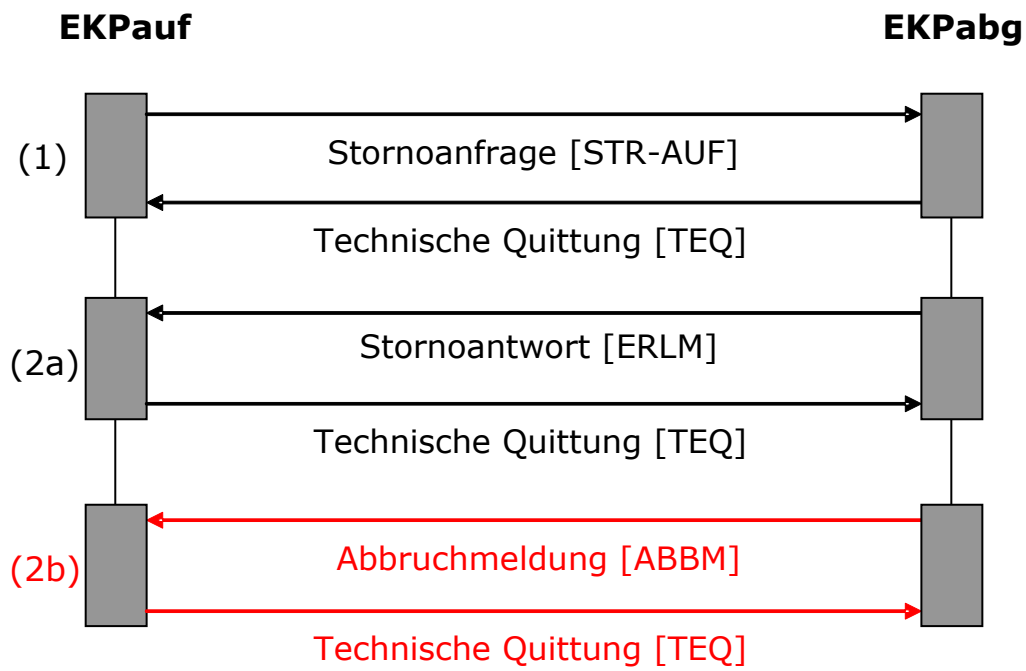 EKPauf EKPabg
(1)
Stornoanfrage [STR-AUF]
Technische Quittung [TEQ]
(2a)
Stornoantwort [ERLM]
Technische Quittung [TEQ]
(2b)
Abbruchmeldung [ABBM]
Technische Quittung [TEQ]